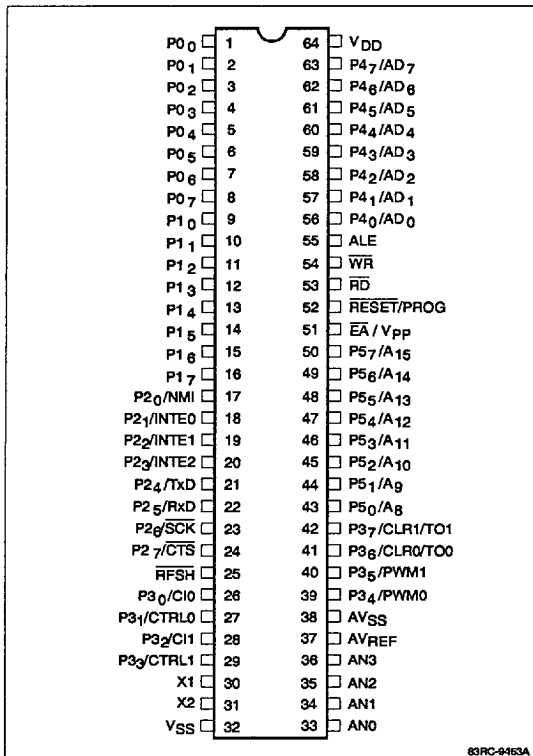 P0₀ 1 64 V_DD
P0₁ 2 63 P4₇/AD₇
P0₂ 3 62 P4₆/AD₆
P0₃ 4 61 P4₅/AD₅
P0₄ 5 60 P4₄/AD₄
P0₅ 6 59 P4₃/AD₃
P0₆ 7 58 P4₂/AD₂
P0₇ 8 57 P4₁/AD₁
P1₀ 9 56 P4₀/AD₀
P1₁ 10 55 ALE
P1₂ 11 54 W̅R̅
P1₃ 12 53 R̅D̅
P1₄ 13 52 R̅E̅S̅E̅T̅/PROG
P1₅ 14 51 E̅A̅ / V_PP
P1₆ 15 50 P5₇/A₁₅
P1₇ 16 49 P5₆/A₁₄
P2₀/NMI 17 48 P5₅/A₁₃
P2₁/INTE0 18 47 P5₄/A₁₂
P2₂/INTE1 19 46 P5₃/A₁₁
P2₃/INTE2 20 45 P5₂/A₁₀
P2₄/TxD 21 44 P5₁/A₉
P2₅/RxD 22 43 P5₀/A₈
P2₆/S̅C̅K̅ 23 42 P3₇/CLR1/TO1
P2₇/C̅T̅S̅ 24 41 P3₆/CLR0/TO0
R̅F̅S̅H̅ 25 40 P3₅/PWM1
P3₀/CI0 26 39 P3₄/PWM0
P3₁/CTRL0 27 38 AV_SS
P3₂/CI1 28 37 AV_REF
P3₃/CTRL1 29 36 AN3
X1 30 35 AN2
X2 31 34 AN1
V_SS 32 33 AN0
83RC-9453A